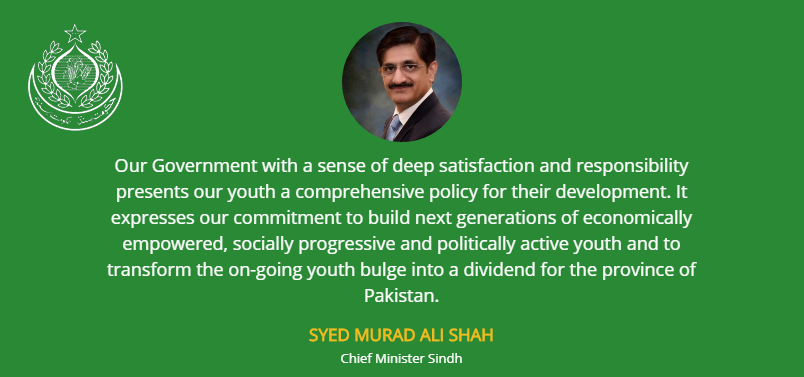 Our Government with a sense of deep satisfaction and responsibility
presents our youth a comprehensive policy for their development. It
expresses our commitment to build next generations of economically
empowered, socially progressive and politically active youth and to
transform the on-going youth bulge into a dividend for the province of
Pakistan.
SYED MURAD ALI SHAH
Chief Minister Sindh